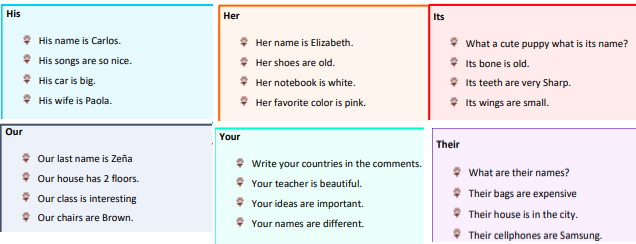 His
His name is Carlos.
His songs are so nice.
His car is big.
His wife is Paola.
Her
Her name is Elizabeth.
Her shoes are old.
Her notebook is white.
Her favorite color is pink.
Its
What a cute puppy what is its name?
Its bone is old.
Its teeth are very Sharp.
Its wings are small.
Our
Our last name is Zeña
Our house has 2 floors.
Our class is interesting
Our chairs are Brown.
Your
Write your countries in the comments.
Your teacher is beautiful.
Your ideas are important.
Your names are different.
Their
What are their names?
Their bags are expensive
Their house is in the city.
Their cellphones are Samsung.